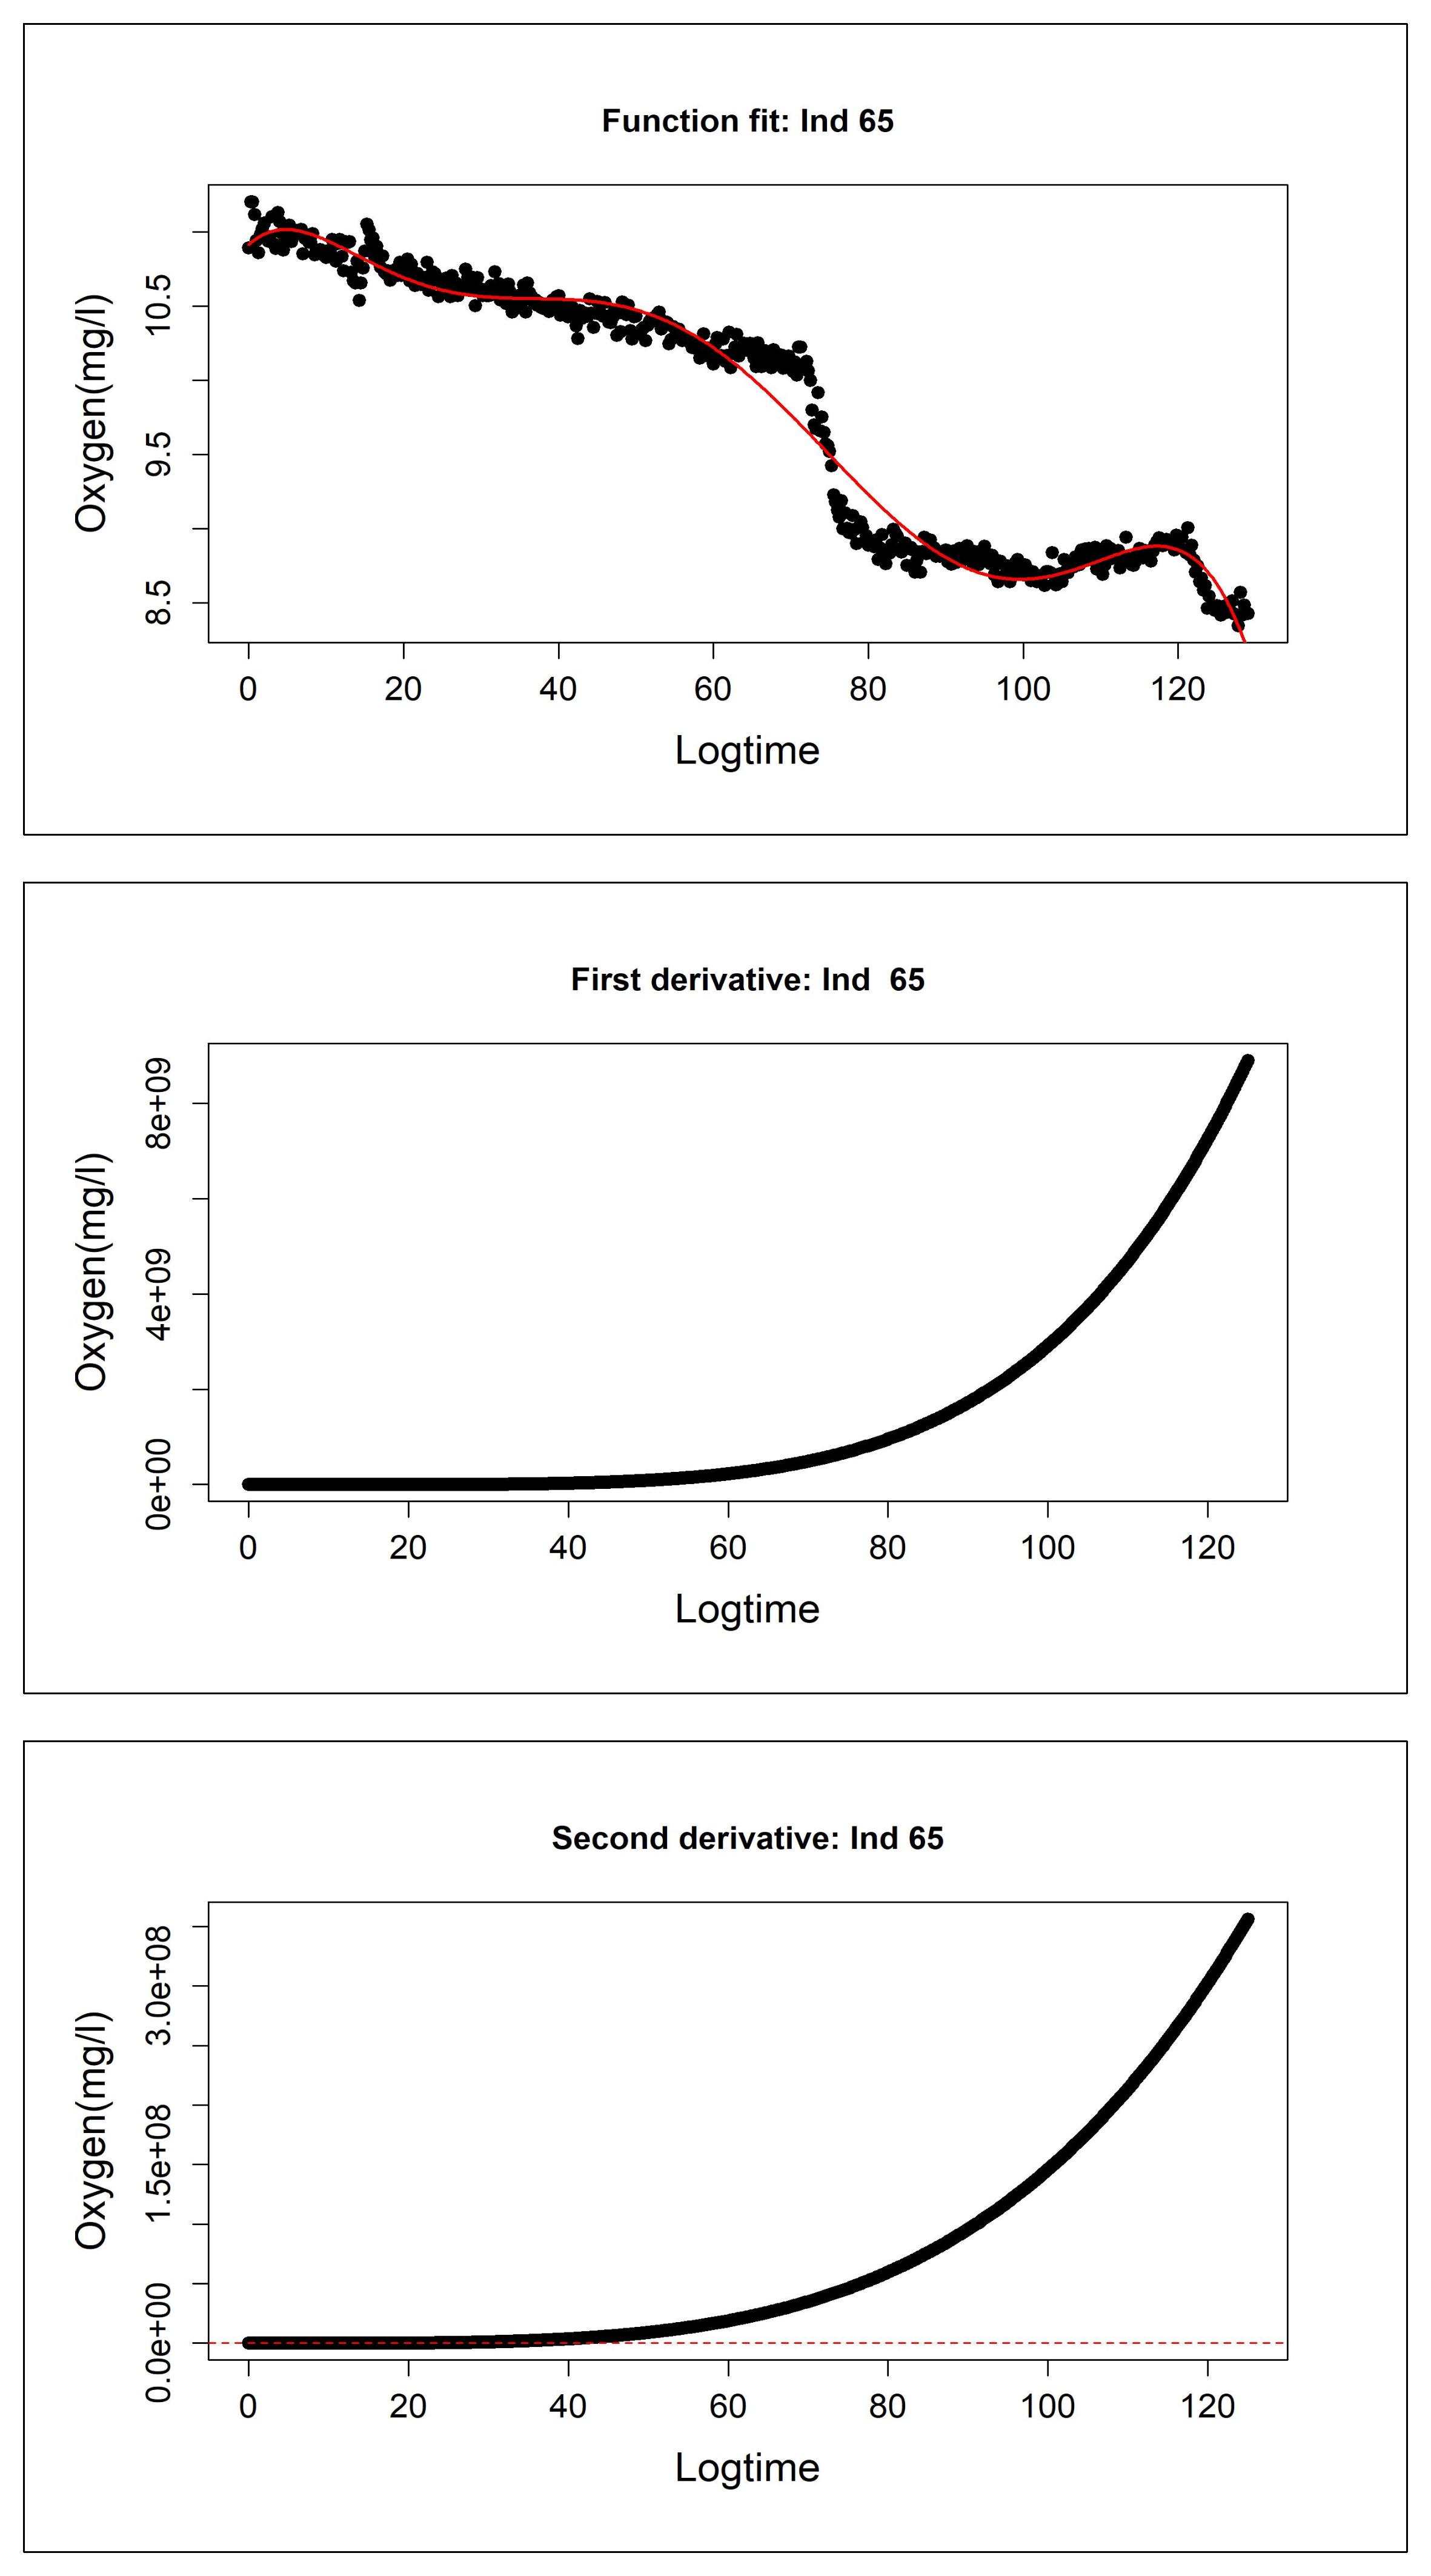 Function fit: Ind 65
Oxygen(mg/l)
10.5
9.5
8.5
0 20 40 60 80 100 120
Logtime
First derivative: Ind  65
Oxygen(mg/l)
8e+09
4e+09
0e+00
0 20 40 60 80 100 120
Logtime
Second derivative: Ind 65
Oxygen(mg/l)
3.0e+08
1.5e+08
0.0e+00
0 20 40 60 80 100 120
Logtime